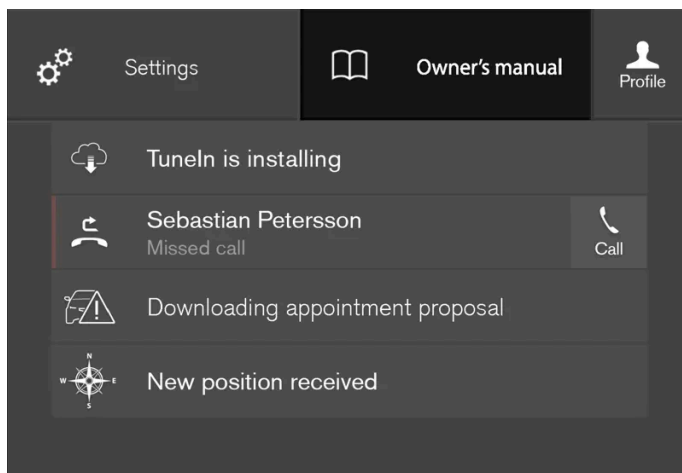 Settings
Owner's manual
Profile
TuneIn is installing
Sebastian Petersson
Missed call
Call
Downloading appointment proposal
N
W E
S
New position received